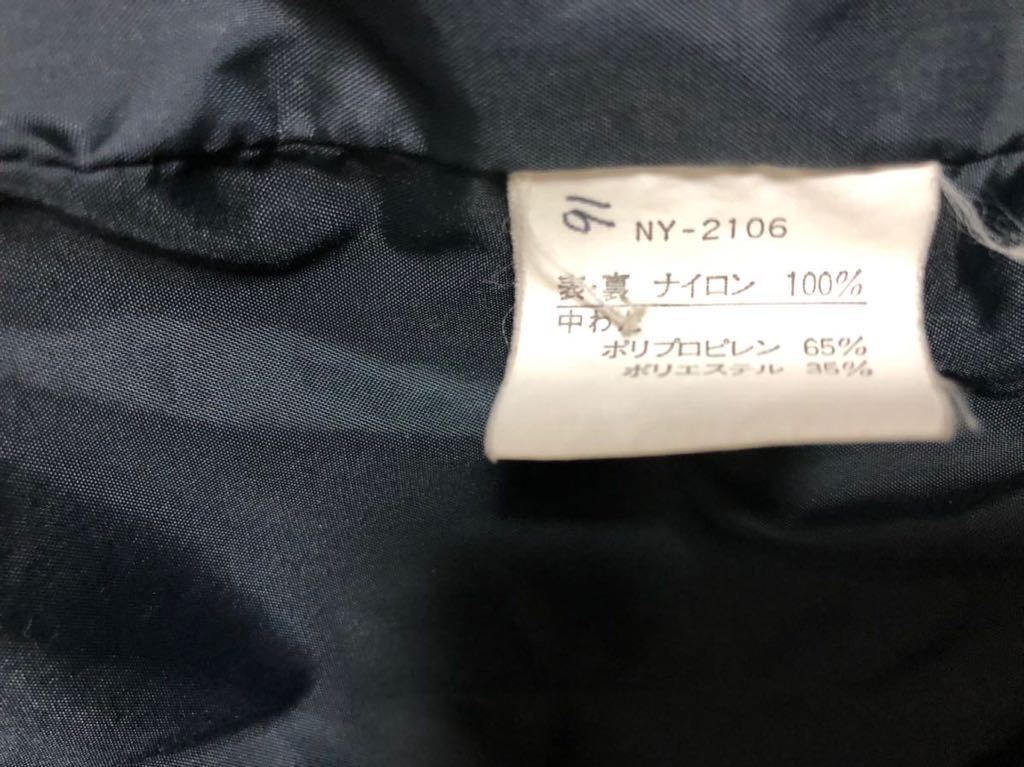 91
NY-2106
表・裏 ナイロン 100%
中わた
ポリプロピレン 65%
ポリエステル 35%